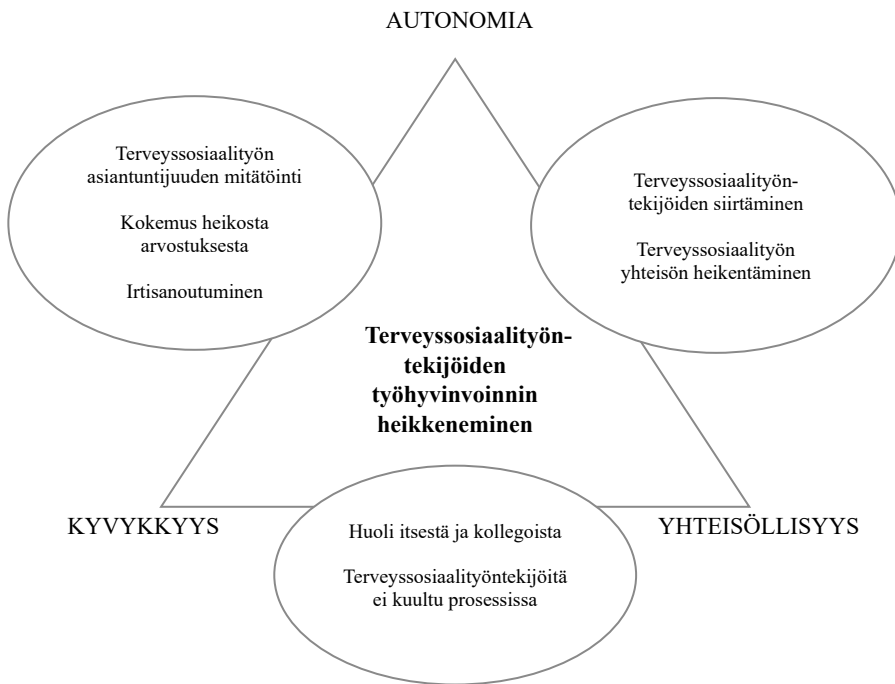 AUTONOMIA
Terveyssosiaalityön
asiantuntijuuden mitätöinti
Kokemus heikosta
arvostuksesta
Irtisanoutuminen
Terveyssosiaalityön-
tekijöiden siirtäminen
Terveyssosiaalityön
yhteisön heikentäminen
Terveyssosiaalityön-
tekijöiden
työhyvinvoinnin
heikkeneminen
KYVYKKYYS
YHTEISÖLLISYYS
Huoli itsestä ja kollegoista
Terveyssosiaalityöntekijöitä
ei kuultu prosessissa